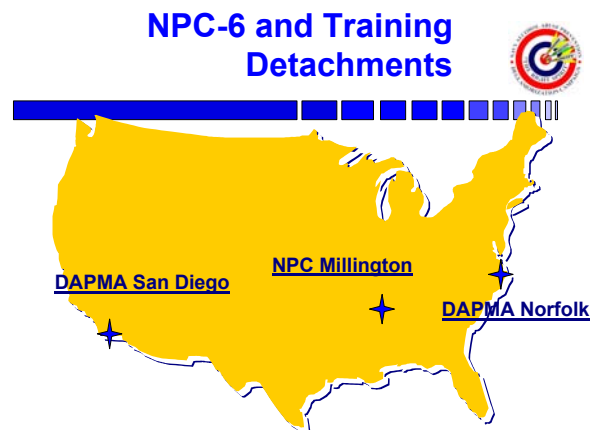 NPC-6 and Training
Detachments
NPC Millington
DAPMA San Diego
DAPMA Norfolk